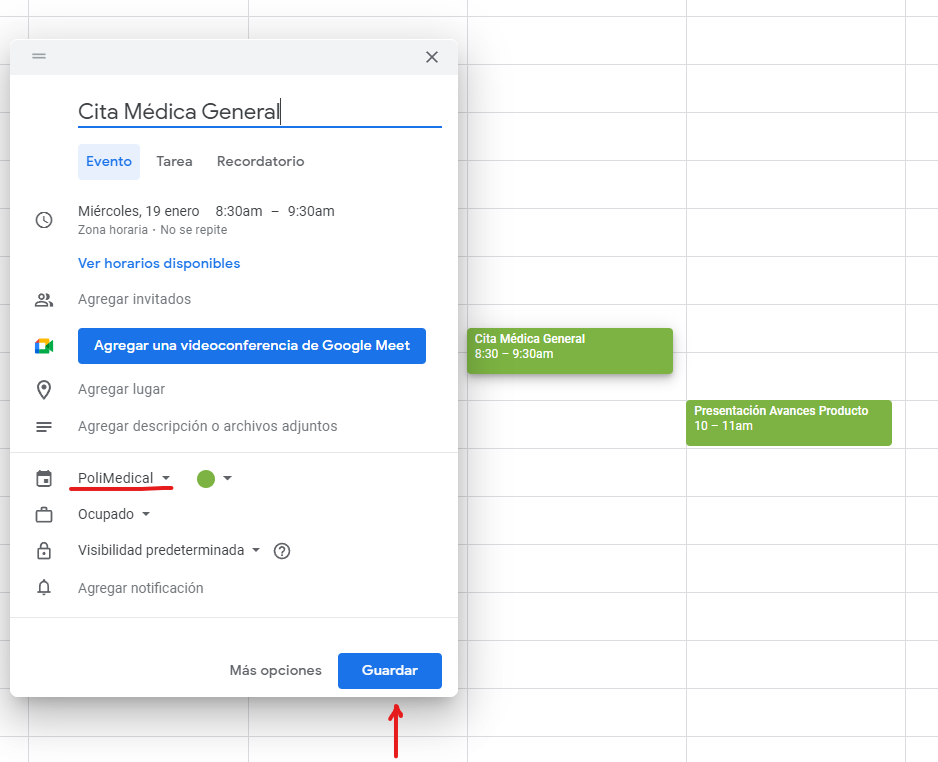 Cita Médica General
Evento Tarea Recordatorio
Miércoles, 19 enero 8:30am – 9:30am
Zona horaria · No se repite
Ver horarios disponibles
Agregar invitados
Agregar una videoconferencia de Google Meet
Agregar lugar
Agregar descripción o archivos adjuntos
PoliMedical
Ocupado
Visibilidad predeterminada
Agregar notificación
Más opciones Guardar
Cita Médica General
8:30 – 9:30am
Presentación Avances Producto
10 – 11am